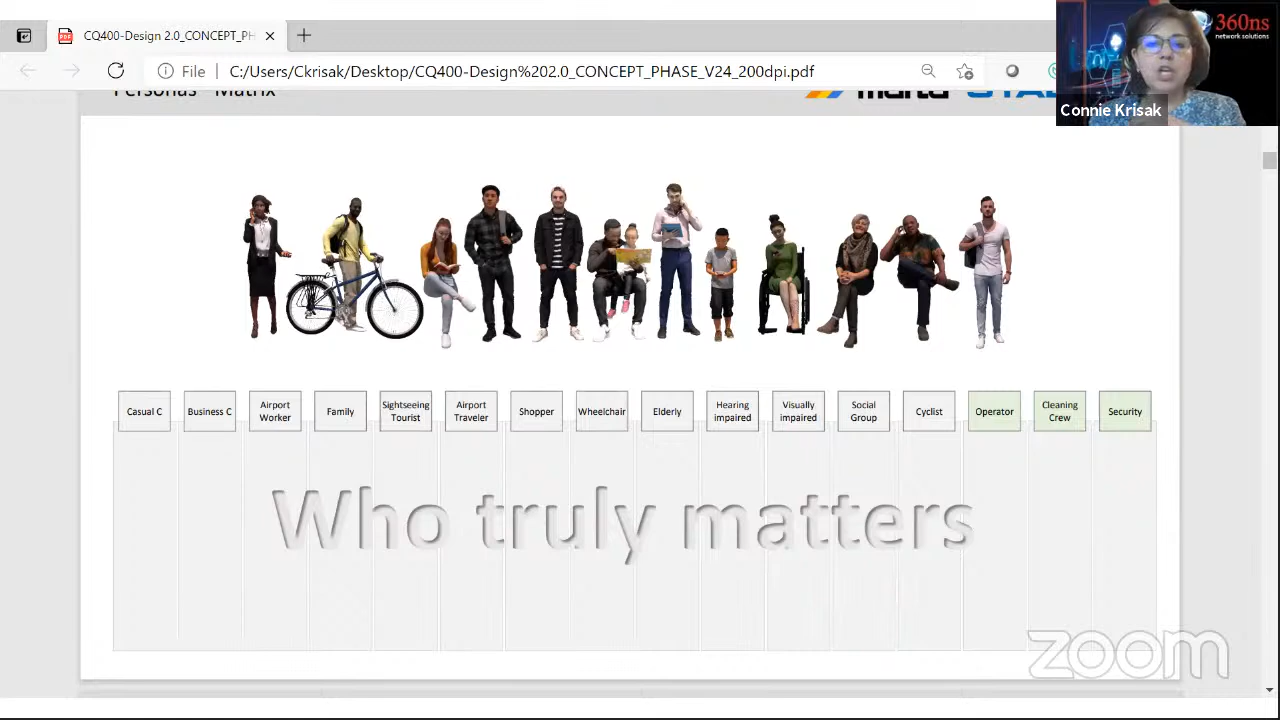 CQ400-Design 2.0_CONCEPT_PH
360ns
network solutions
File
C:/Users/Ckrisak/Desktop/CQ400-Design%202.0_CONCEPT_PHASE_V24_200dpi.pdf
Connie Krisak
Personas - Matrix
marta
Casual C
Business C
Airport
Worker
Family
Sightseeing
Tourist
Airport
Traveler
Shopper
Wheelchair
Elderly
Hearing
impaired
Visually
impaired
Social
Group
Cyclist
Operator
Cleaning
Crew
Security
Who truly matters
zoom